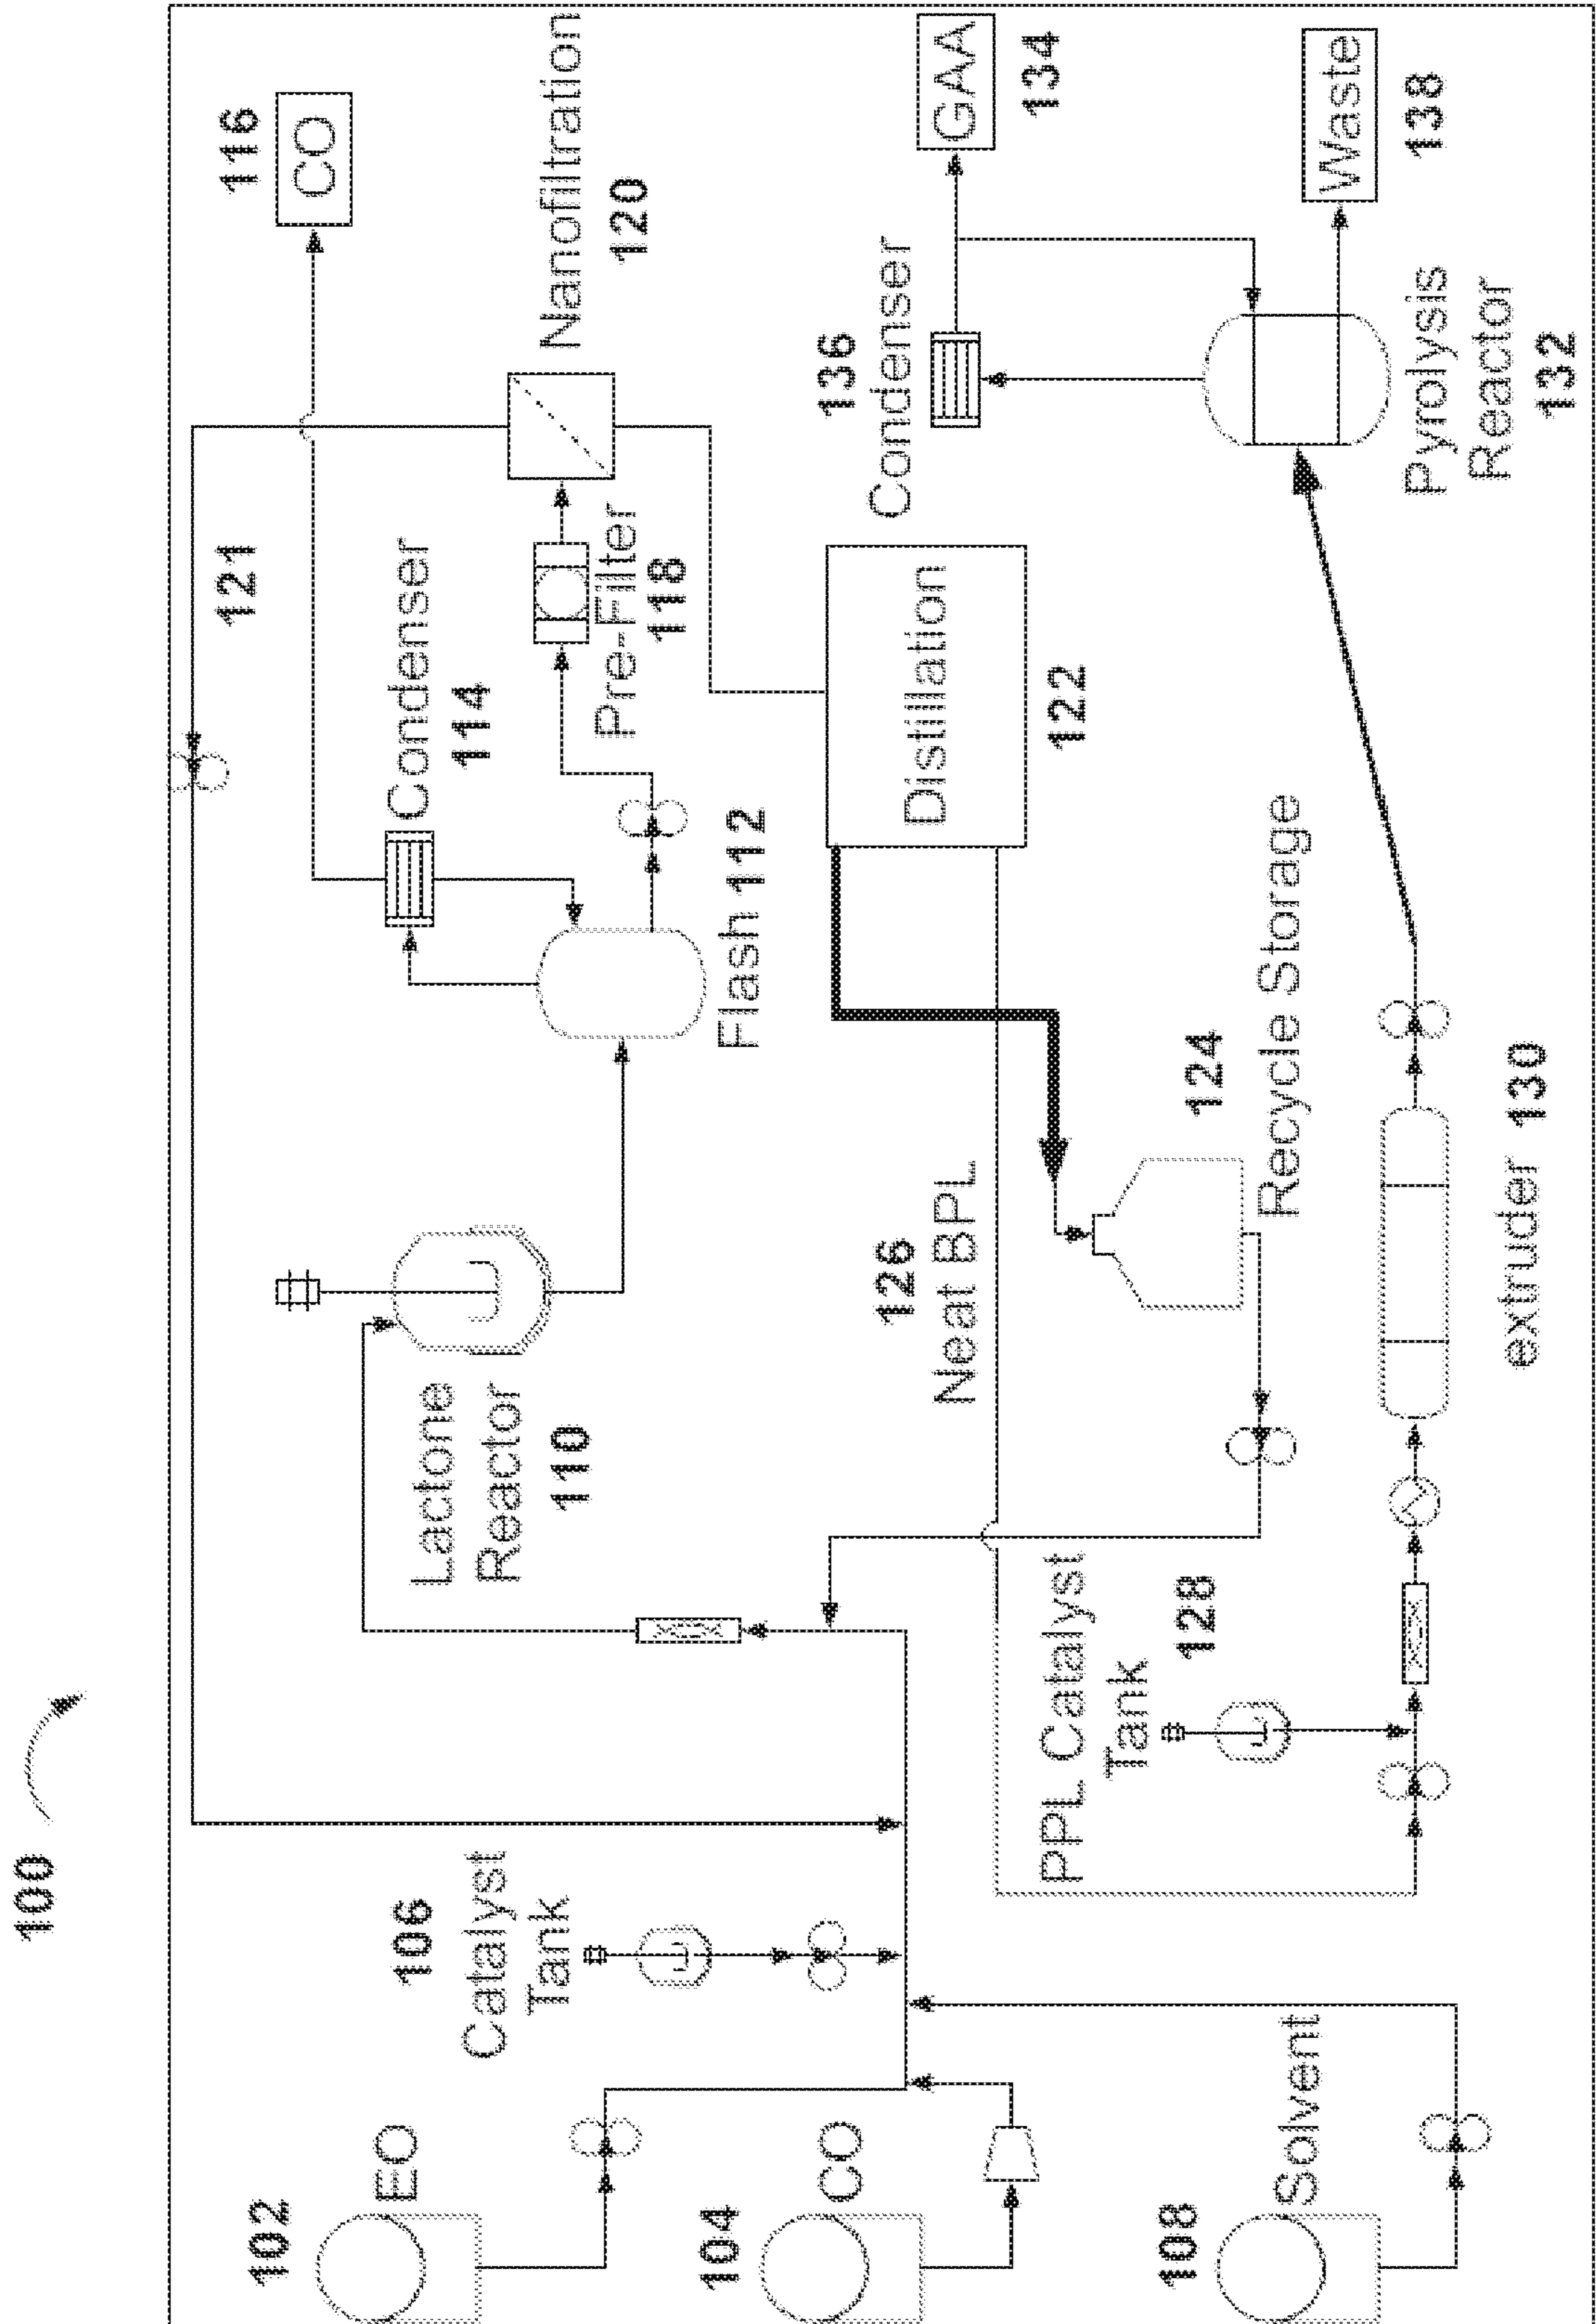 100
102
EO
104
CO
108
Solvent
106
Catalyst
Tank
Lactone
Reactor
110
Flash 112
Condenser
114
116
CO
121
Pre-Filter
118
Nanofiltration
120
Distillation
122
126
Neat BPL
124
Recycle Storage
PPL Catalyst
Tank
128
extruder 130
Pyrolysis
Reactor
132
136
Condenser
GAA
134
Waste
138